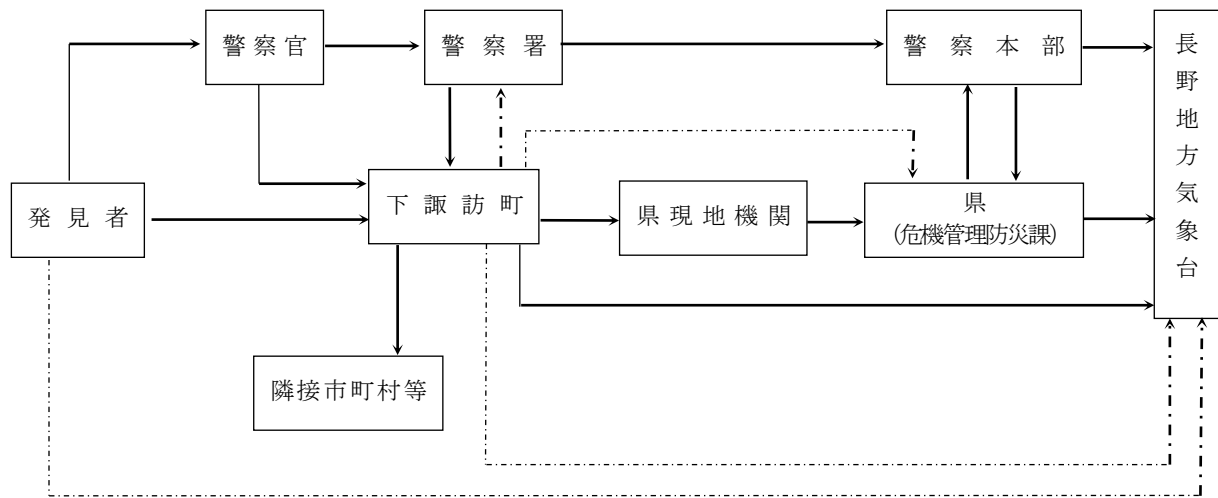 警察官
警察署
警察本部
長野地方気象台
発見者
下諏訪町
県現地機関
県
(危機管理防災課)
隣接市町村等